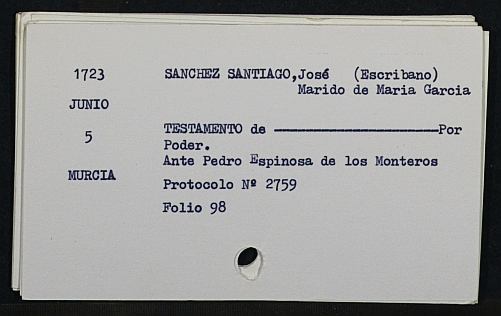 1723 SANCHEZ SANTIAGO,José (Escribano)
Marido de Maria Garcia
JUNIO
5 TESTAMENTO de ------------------------Por
Poder.
Ante Pedro Espinosa de los Monteros
MURCIA
Protocolo Nº 2759
Folio 98